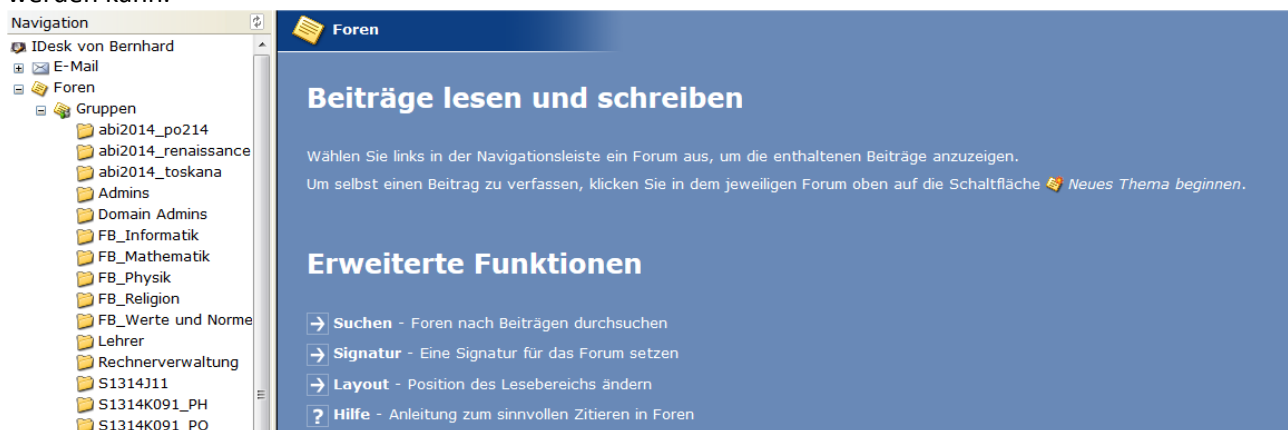 werden kann.
Navigation
IDesk von Bernhard
E-Mail
Foren
Gruppen
abi2014_po214
abi2014_renaissance
abi2014_toskana
Admins
Domain Admins
FB_Informatik
FB_Mathematik
FB_Physik
FB_Religion
FB_Werte und Norme
Lehrer
Rechnerverwaltung
S1314J11
S1314K091_PH
S1314K091_PO
Foren
Beiträge lesen und schreiben
Wählen Sie links in der Navigationsleiste ein Forum aus, um die enthaltenen Beiträge anzuzeigen.
Um selbst einen Beitrag zu verfassen, klicken Sie in dem jeweiligen Forum oben auf die Schaltfläche Neues Thema beginnen.
Erweiterte Funktionen
Suchen - Foren nach Beiträgen durchsuchen
Signatur - Eine Signatur für das Forum setzen
Layout - Position des Lesebereichs ändern
? Hilfe - Anleitung zum sinnvollen Zitieren in Foren